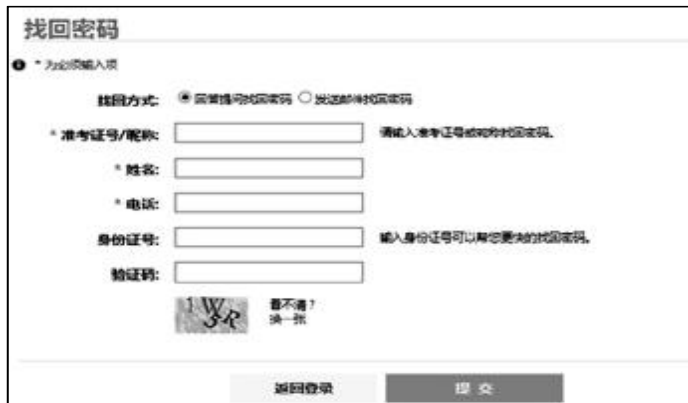 找回密码
* 为必须输入项
找回方式: 回答提问找回密码 发送邮件找回密码
* 准考证号/昵称: 请输入准考证号或昵称找回密码。
* 姓名:
* 电话:
身份证号: 输入身份证号可以帮您更快的找回密码。
验证码:
1W3R 看不清?
换一张
返回登录 提 交